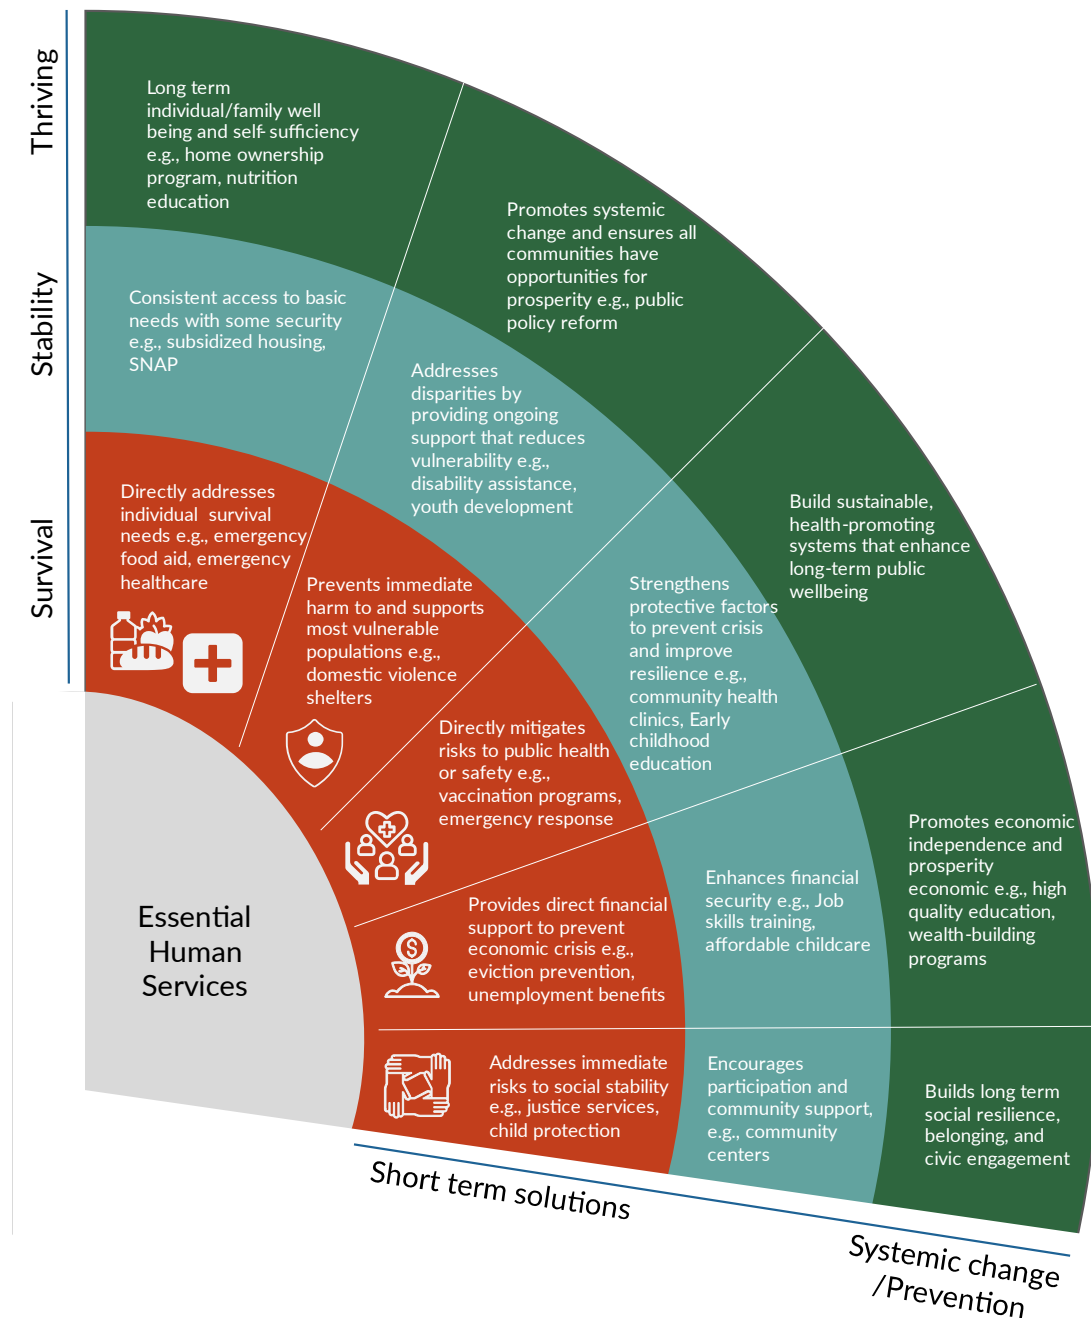 Thriving
Stability
Survival
Long term
individual/family well
being and self-sufficiency
e.g., home ownership
program, nutrition
education
Promotes systemic
change and ensures all
communities have
opportunities for
prosperity e.g., public
policy reform
Build sustainable,
health-promoting
systems that enhance
long-term public
wellbeing
Promotes economic
independence and
prosperity
economic e.g., high
quality education,
wealth-building
programs
Builds long term
social resilience,
belonging, and
civic engagement
Consistent access to basic
needs with some security
e.g., subsidized housing,
SNAP
Addresses
disparities by
providing ongoing
support that reduces
vulnerability e.g.,
disability assistance,
youth development
Strengthens
protective factors
to prevent crisis
and improve
resilience e.g.,
community health
clinics, Early
childhood
education
Enhances financial
security e.g., Job
skills training,
affordable childcare
Encourages
participation and
community support,
e.g., community
centers
Directly addresses
individual  survival
needs e.g., emergency
food aid, emergency
healthcare
Prevents immediate
harm to and supports
most vulnerable
populations e.g.,
domestic violence
shelters
Directly mitigates
risks to public health
or safety e.g.,
vaccination programs,
emergency response
Provides direct financial
support to prevent
economic crisis e.g.,
eviction prevention,
unemployment benefits
$
Addresses immediate
risks to social stability
e.g., justice services,
child protection
Essential
Human
Services
Short term solutions
Systemic change
/Prevention